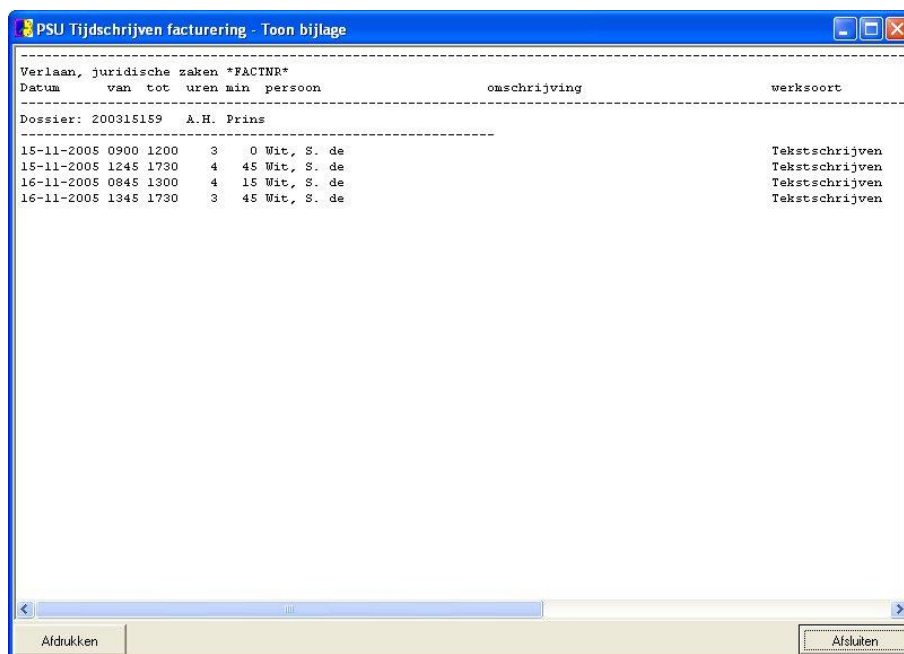 PSU Tijdschrijven facturering - Toon bijlage
Verlaan, juridische zaken *FACTNR*
Datum van tot uren min persoon omschrijving werksoort
Dossier: 200315159 A.H. Prins
15-11-2005 0900 1200 3 0 Wit, S. de Tekstschrijven
15-11-2005 1245 1730 4 45 Wit, S. de Tekstschrijven
16-11-2005 0845 1300 4 15 Wit, S. de Tekstschrijven
16-11-2005 1345 1730 3 45 Wit, S. de Tekstschrijven
Afdrukken Afsluiten